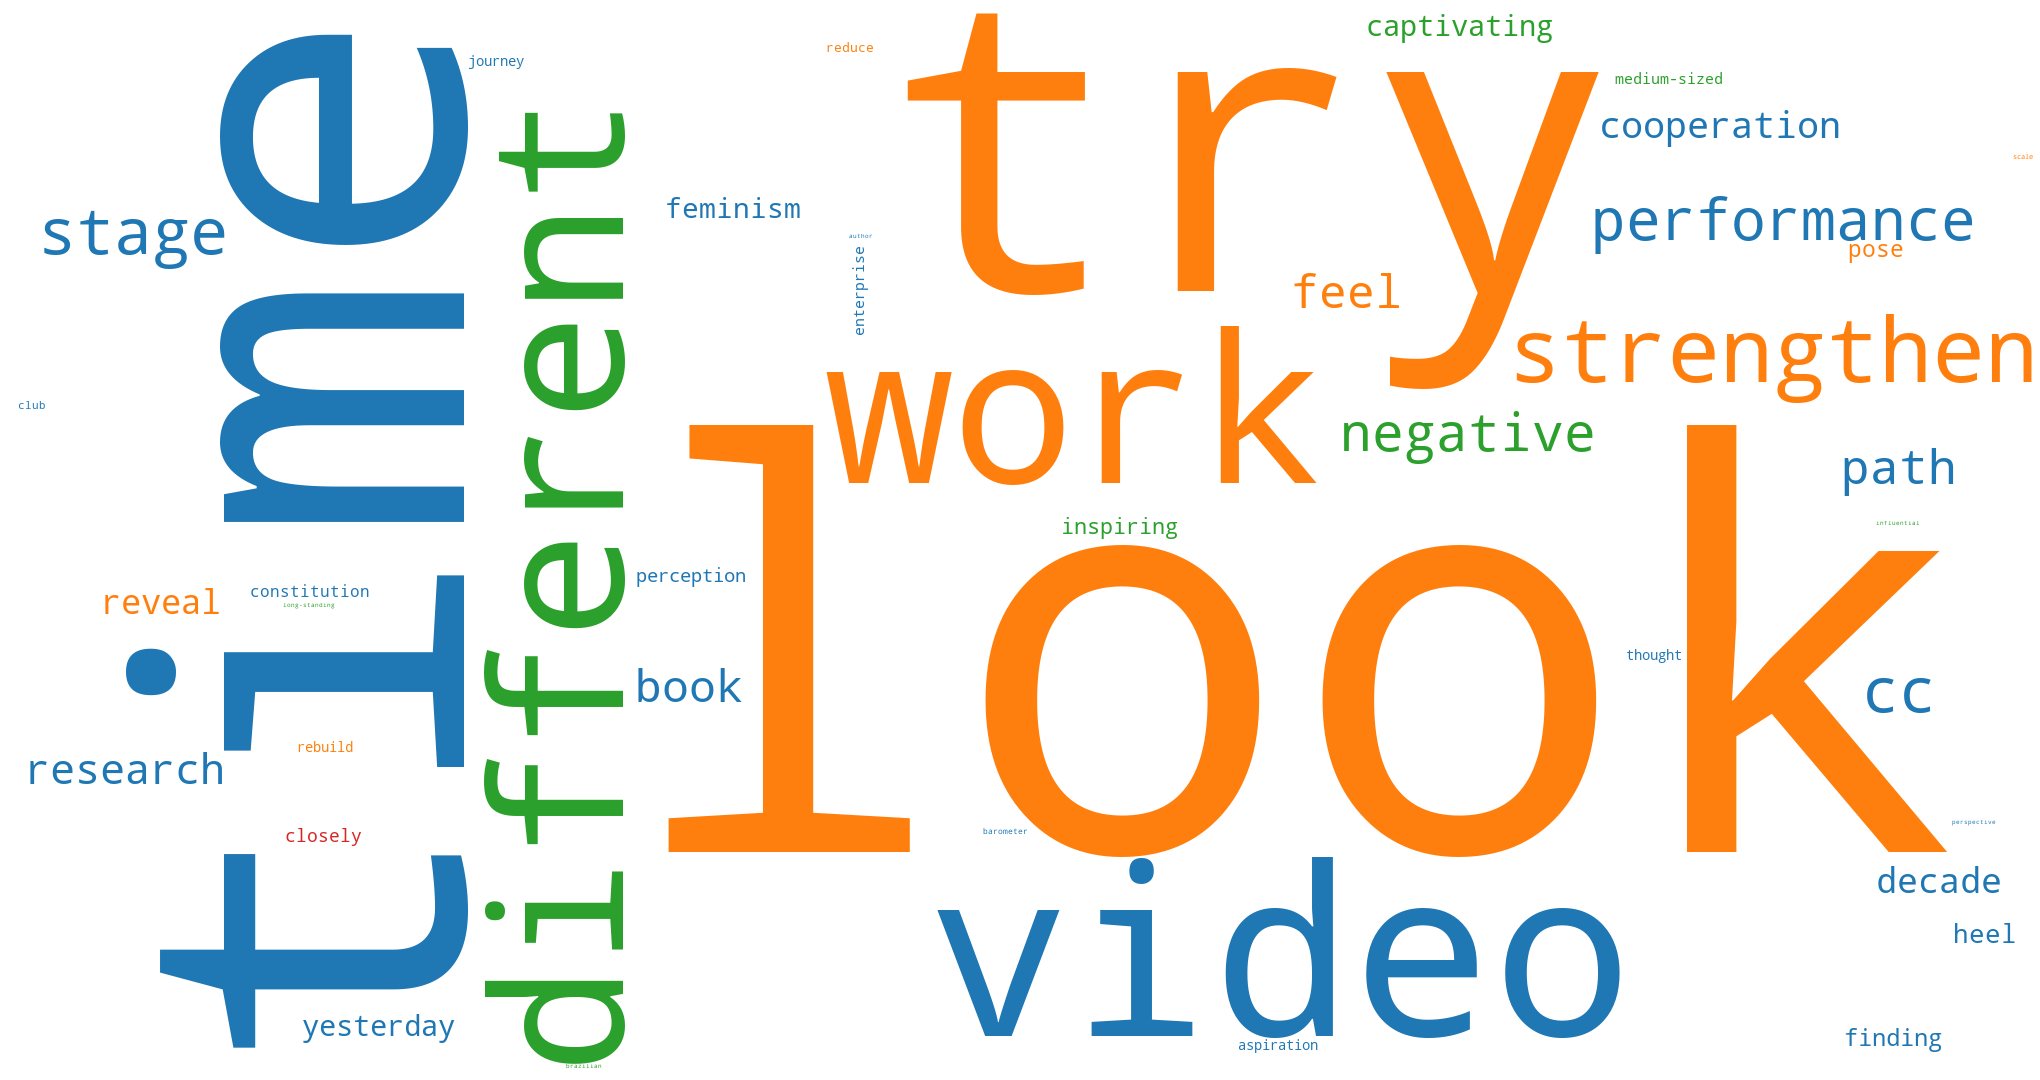 captivating
reduce
journey
medium-sized
try
cooperation
scale
feminism
stage
performance
author
pose
enterprise
feel
time
different
strengthen
club
work
negative
path
influential
inspiring
look
perception
constitution
long-standing
reveal
thought
book
cc
rebuild
research
perspective
barometer
closely
decade
heel
video
yesterday
finding
aspiration
brazilian